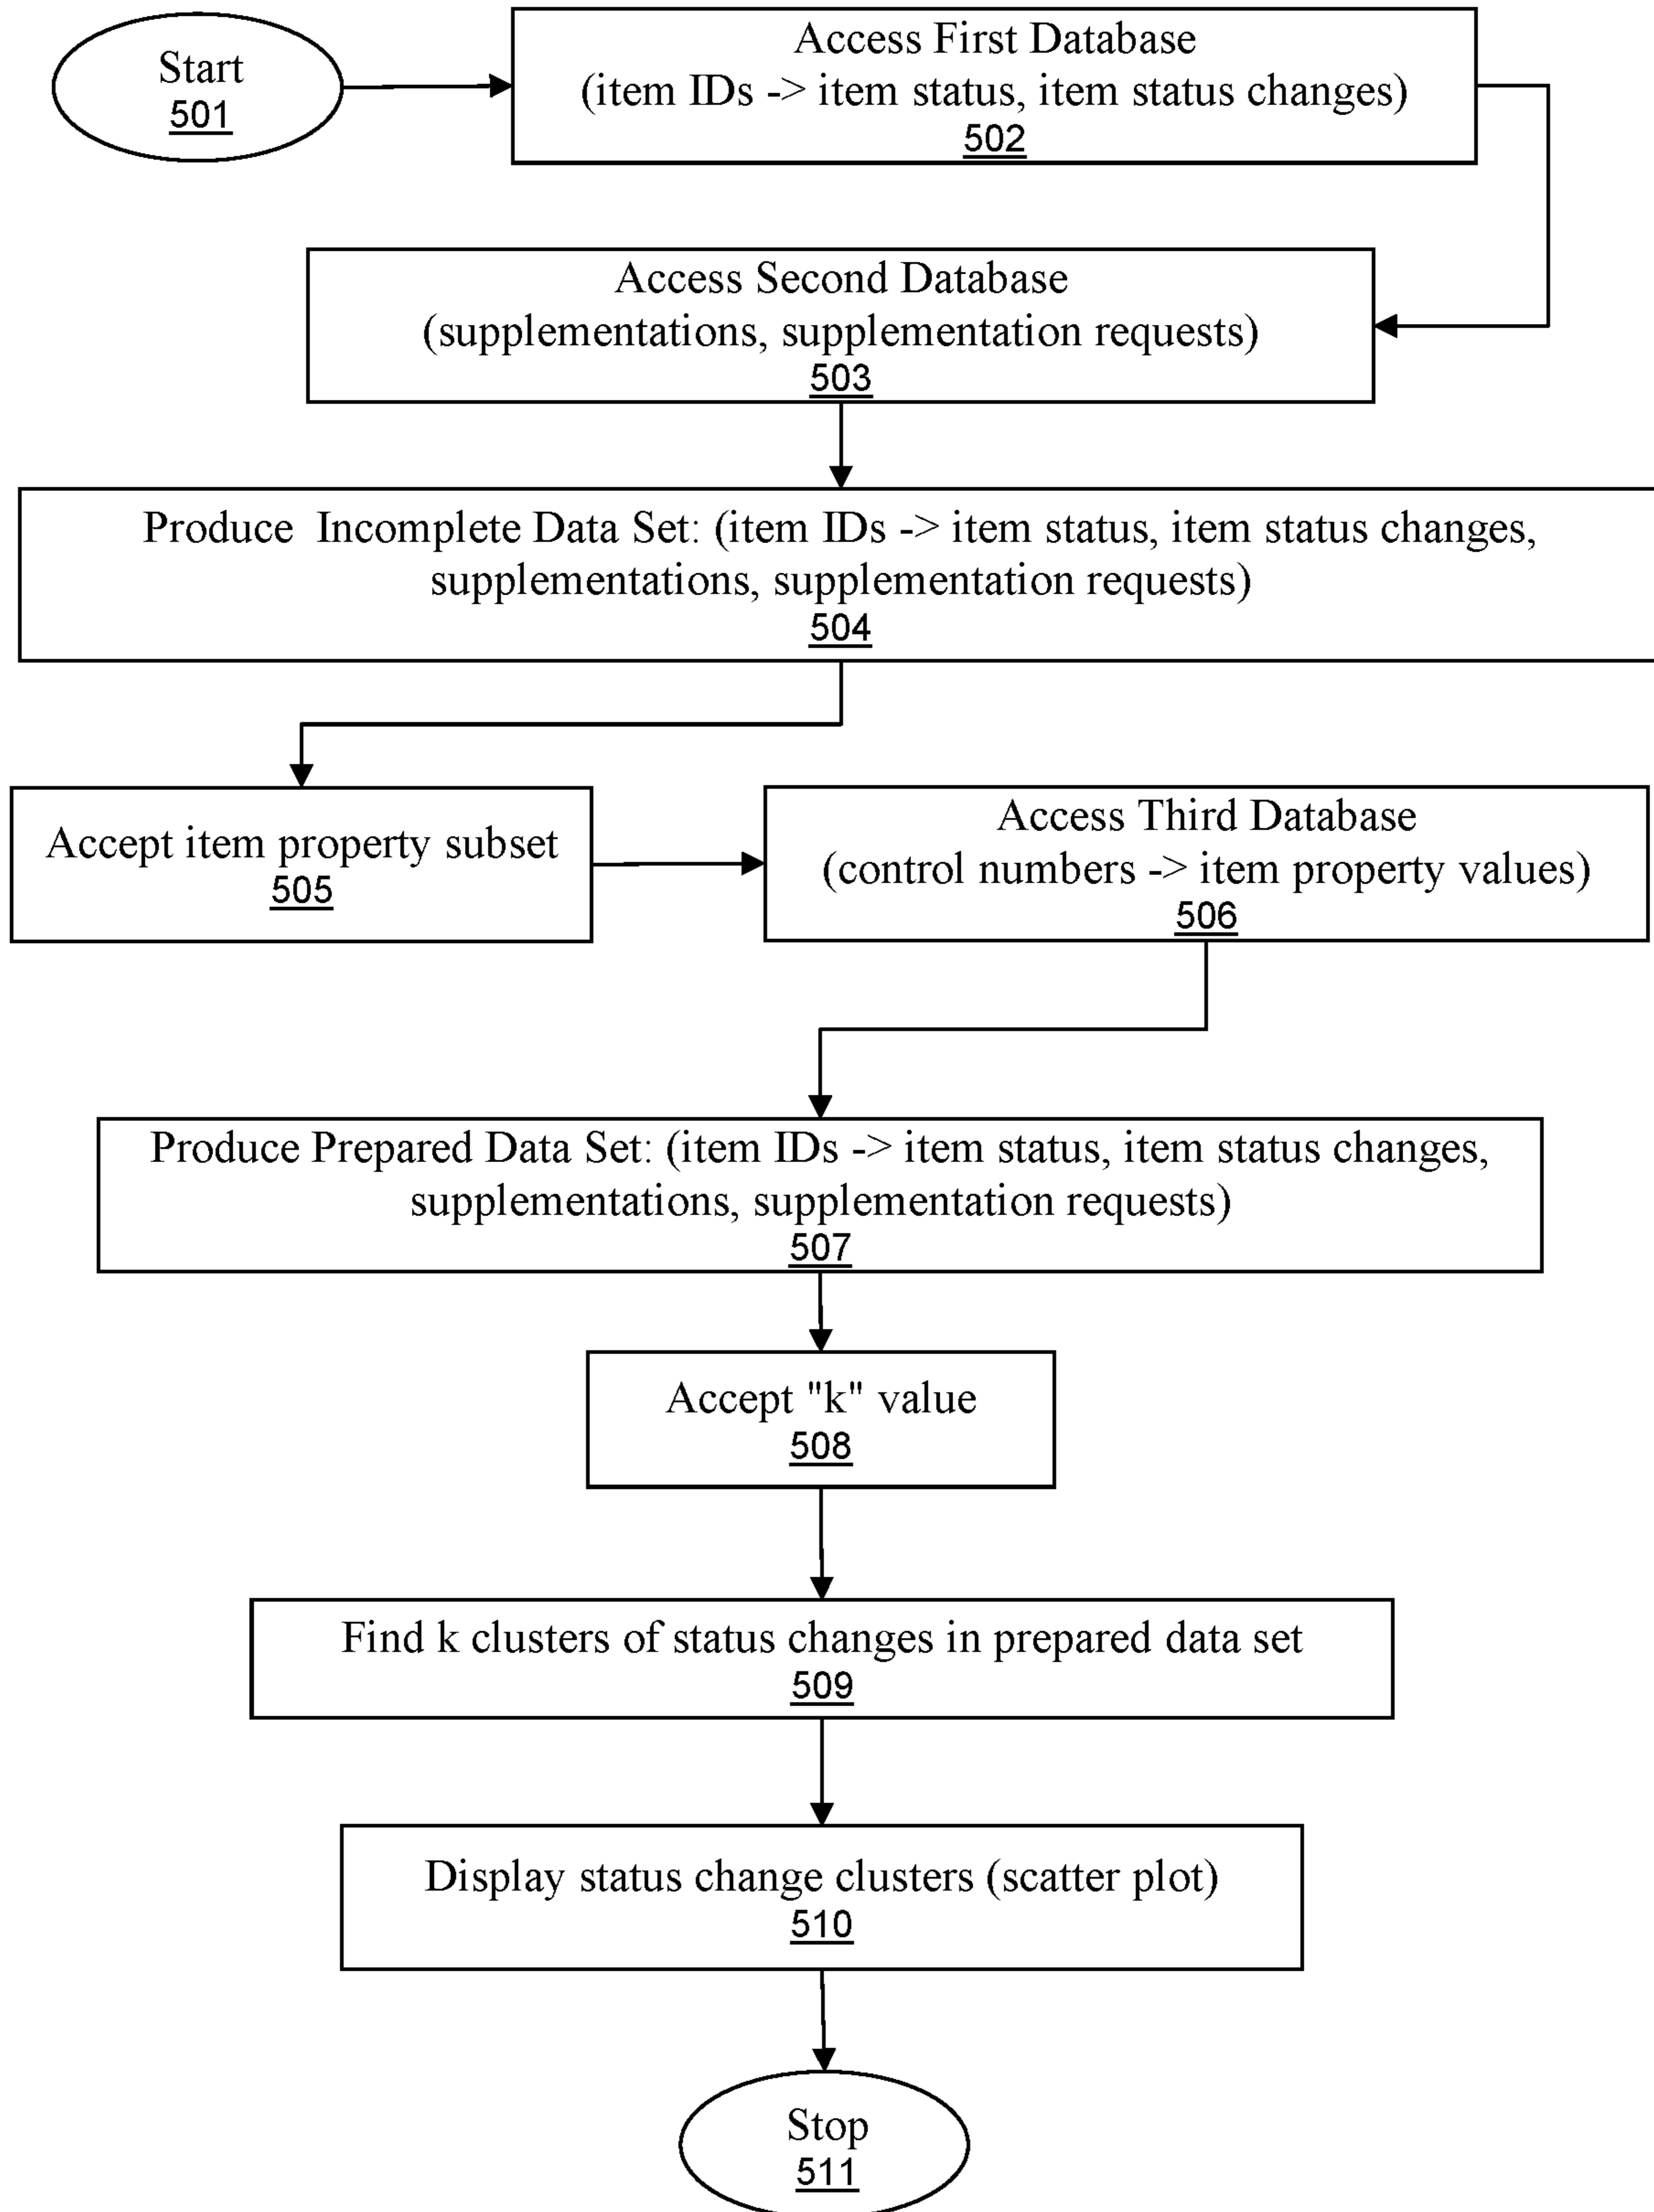 Start
501
Access First Database
(item IDs -> item status, item status changes)
502
Access Second Database
(supplementations, supplementation requests)
503
Produce Incomplete Data Set: (item IDs -> item status, item status changes,
supplementations, supplementation requests)
504
Accept item property subset
505
Access Third Database
(control numbers -> item property values)
506
Produce Prepared Data Set: (item IDs -> item status, item status changes,
supplementations, supplementation requests)
507
Accept "k" value
508
Find k clusters of status changes in prepared data set
509
Display status change clusters (scatter plot)
510
Stop
511